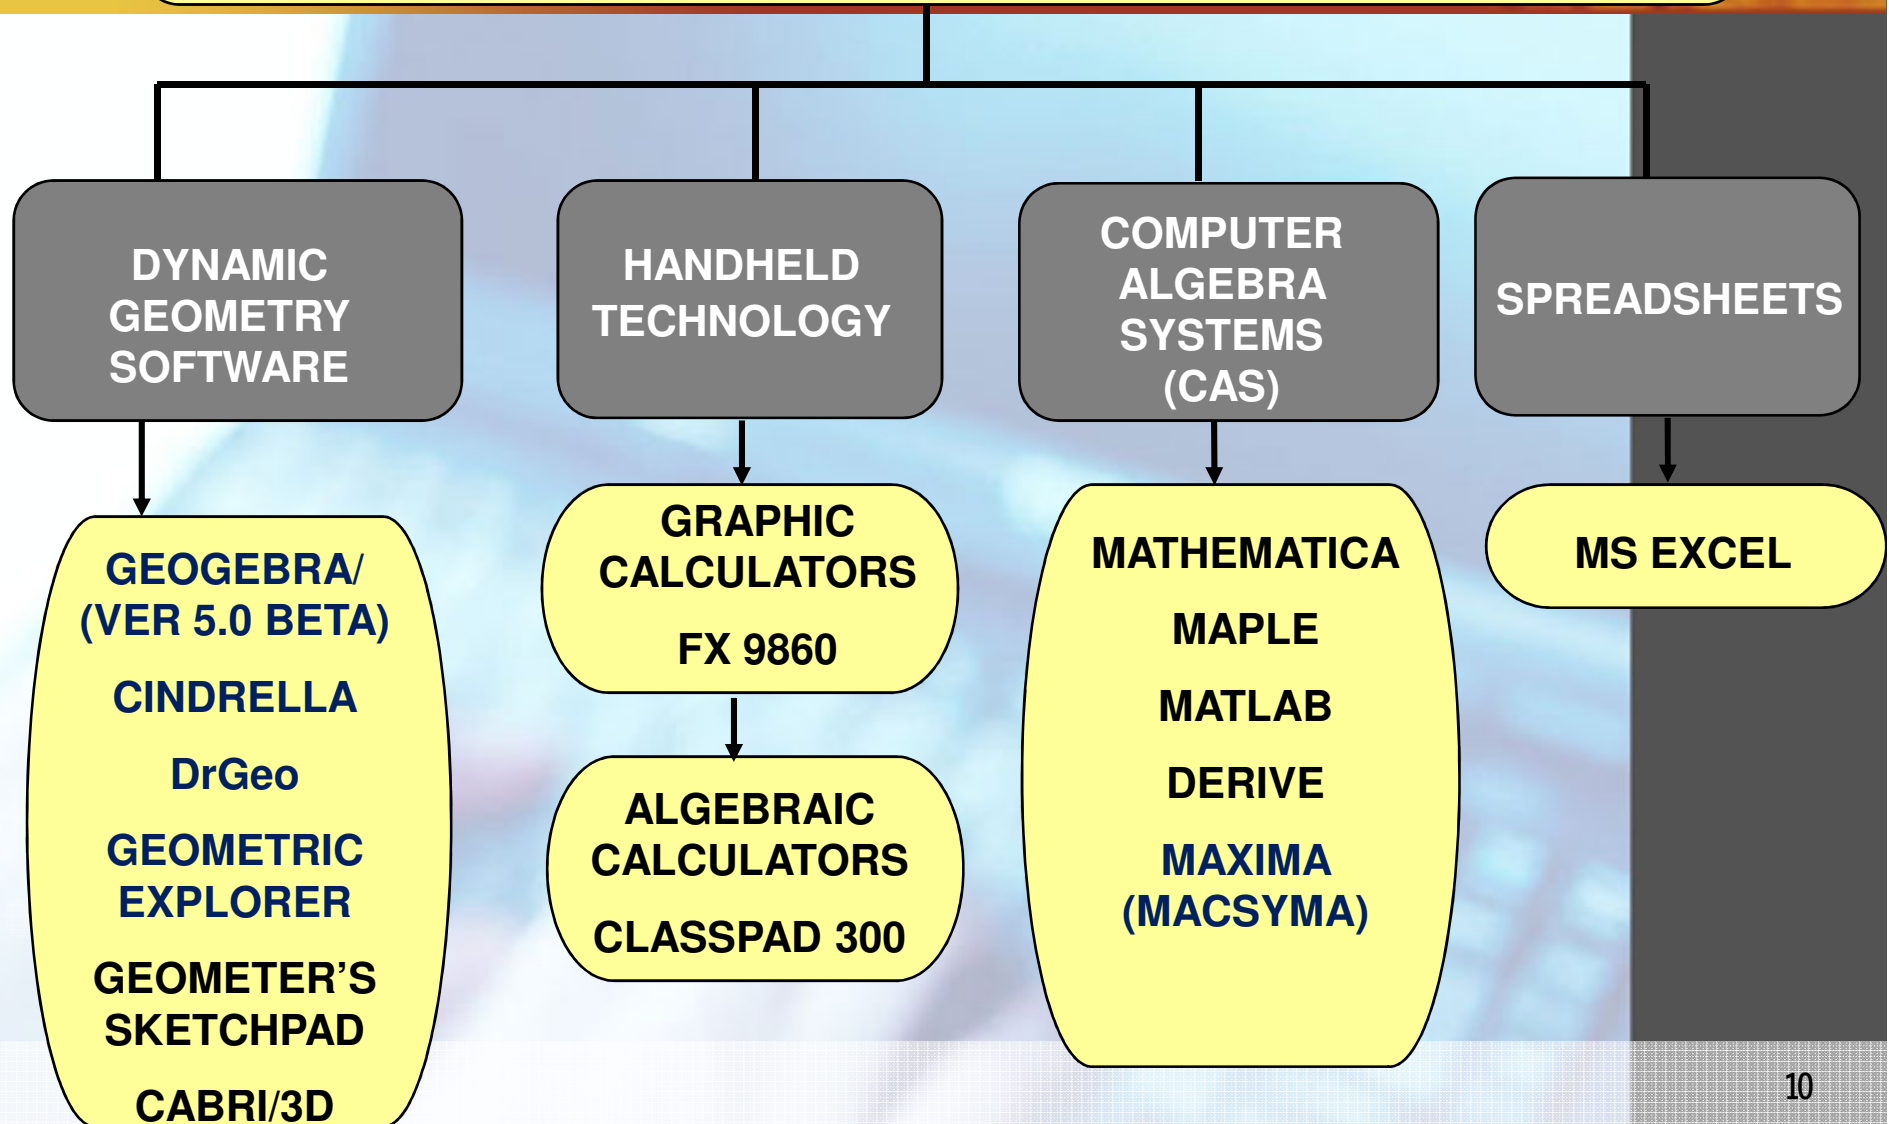 DYNAMIC
GEOMETRY
SOFTWARE
HANDHELD
TECHNOLOGY
COMPUTER
ALGEBRA
SYSTEMS
(CAS)
SPREADSHEETS
GEOGEBRA/
(VER 5.0 BETA)
CINDRELLA
DrGeo
GEOMETRIC
EXPLORER
GEOMETER’S
SKETCHPAD
CABRI/3D
GRAPHIC
CALCULATORS
FX 9860
ALGEBRAIC
CALCULATORS
CLASSPAD 300
MATHEMATICA
MAPLE
MATLAB
DERIVE
MAXIMA
(MACSYMA)
MS EXCEL
10